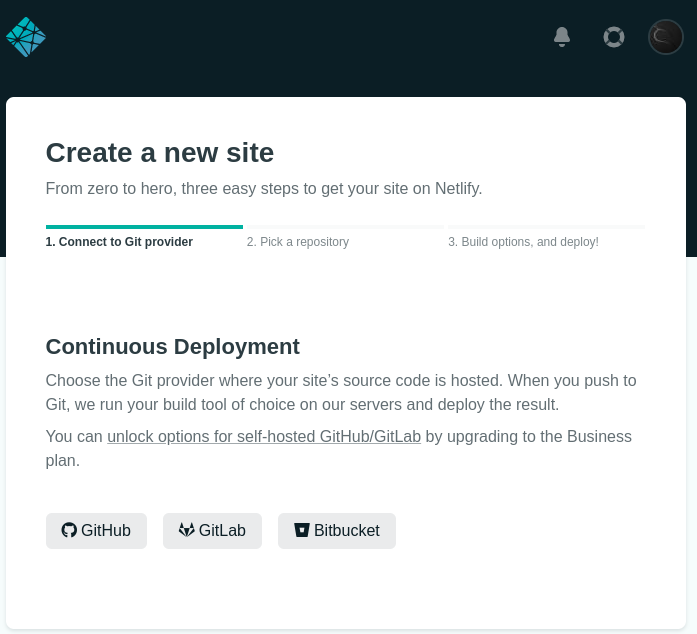 Create a new site
From zero to hero, three easy steps to get your site on Netlify.
1. Connect to Git provider
2. Pick a repository
3. Build options, and deploy!
Continuous Deployment
Choose the Git provider where your site’s source code is hosted. When you push to
Git, we run your build tool of choice on our servers and deploy the result.
You can unlock options for self-hosted GitHub/GitLab by upgrading to the Business
plan.
GitHub
GitLab
Bitbucket